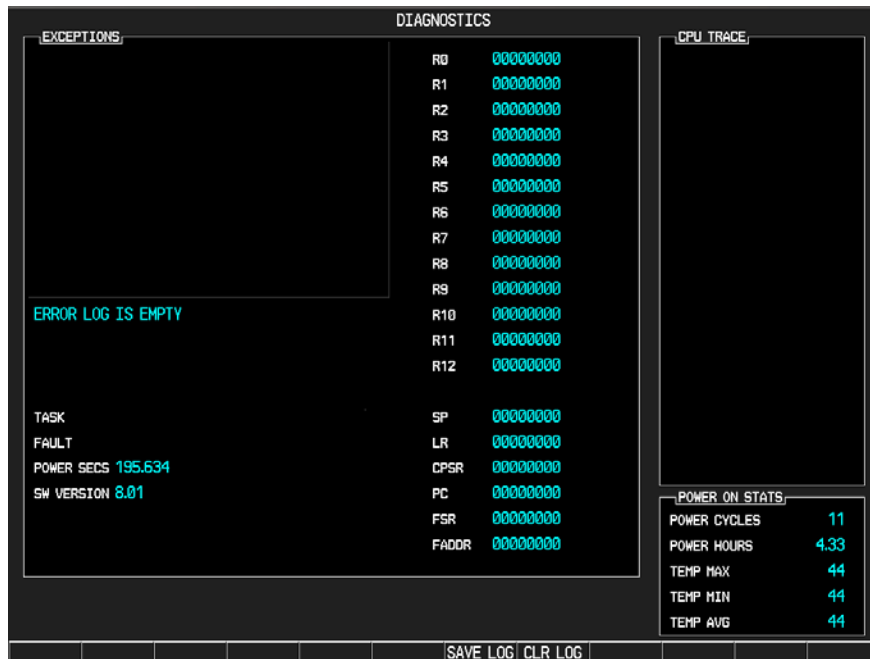 DIAGNOSTICS
EXCEPTIONS
R0 00000000
R1 00000000
R2 00000000
R3 00000000
R4 00000000
R5 00000000
R6 00000000
R7 00000000
R8 00000000
R9 00000000
ERROR LOG IS EMPTY
R10 00000000
R11 00000000
R12 00000000
TASK
SP 00000000
FAULT
LR 00000000
POWER SECS 195.634
CPSR 00000000
SW VERSION 8.01
PC 00000000
FSR 00000000
FADDR 00000000
CPU TRACE
POWER ON STATS
POWER CYCLES 11
POWER HOURS 4.33
TEMP MAX 44
TEMP MIN 44
TEMP AVG 44
SAVE LOG CLR LOG